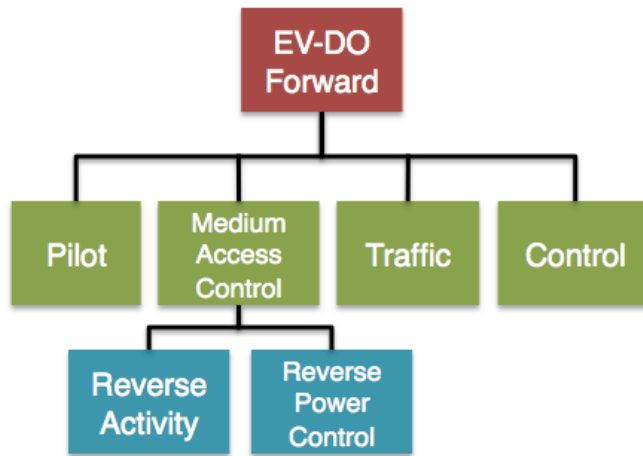 EV-DO
Forward
Pilot
Medium
Access
Control
Traffic
Control
Reverse
Activity
Reverse
Power
Control